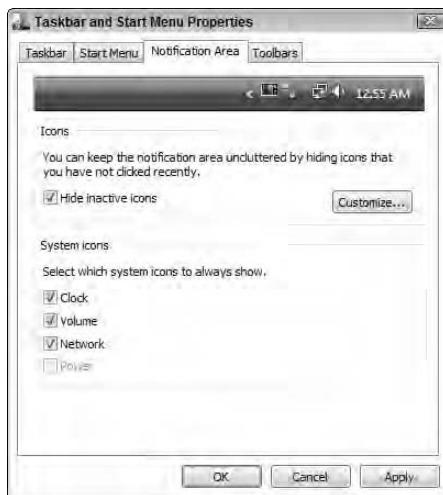 Taskbar and Start Menu Properties
Taskbar Start Menu Notification Area Toolbars
< 12:55 AM
Icons
You can keep the notification area uncluttered by hiding icons that
you have not clicked recently.
Hide inactive icons
Customize...
System icons
Select which system icons to always show.
Clock
Volume
Network
Power
OK Cancel Apply